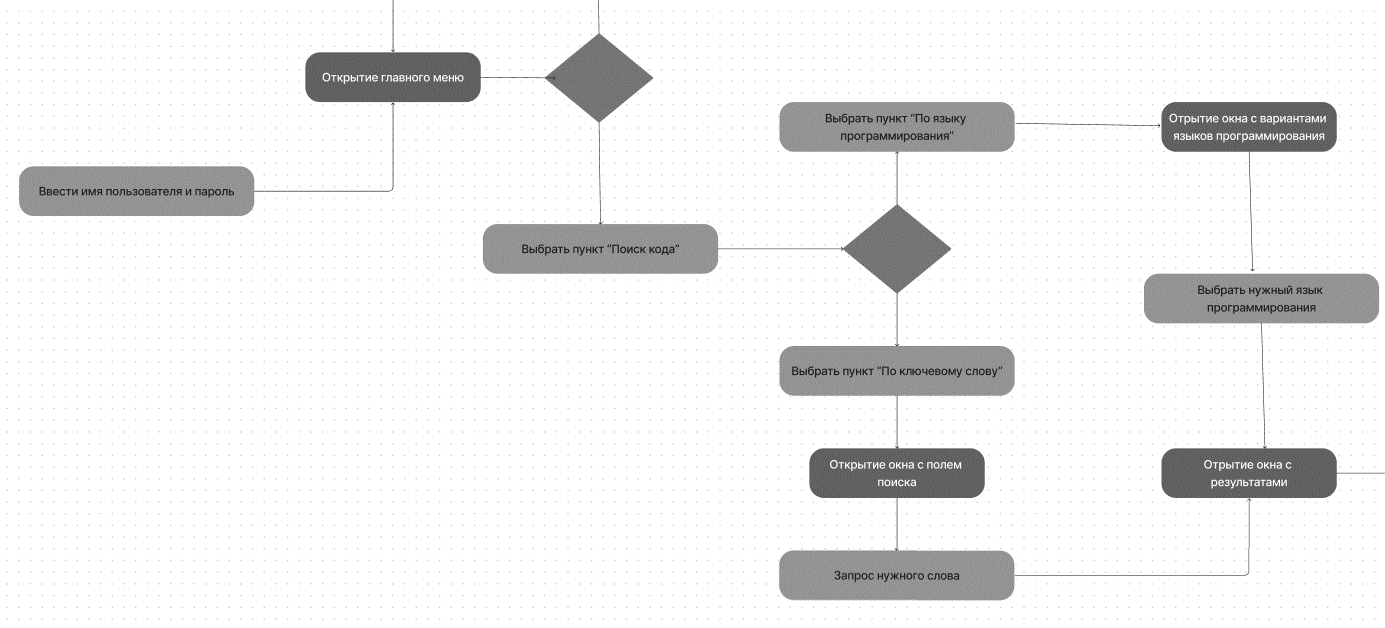 Открытие главного меню
Ввести имя пользователя и пароль
Выбрать пункт "Поиск кода"
Выбрать пункт "По языку
программирования"
Отрытие окна с вариантами
языков программирования
Выбрать нужный язык
программирования
Выбрать пункт "По ключевому слову"
Открытие окна с полем
поиска
Запрос нужного слова
Отрытие окна с
результатами